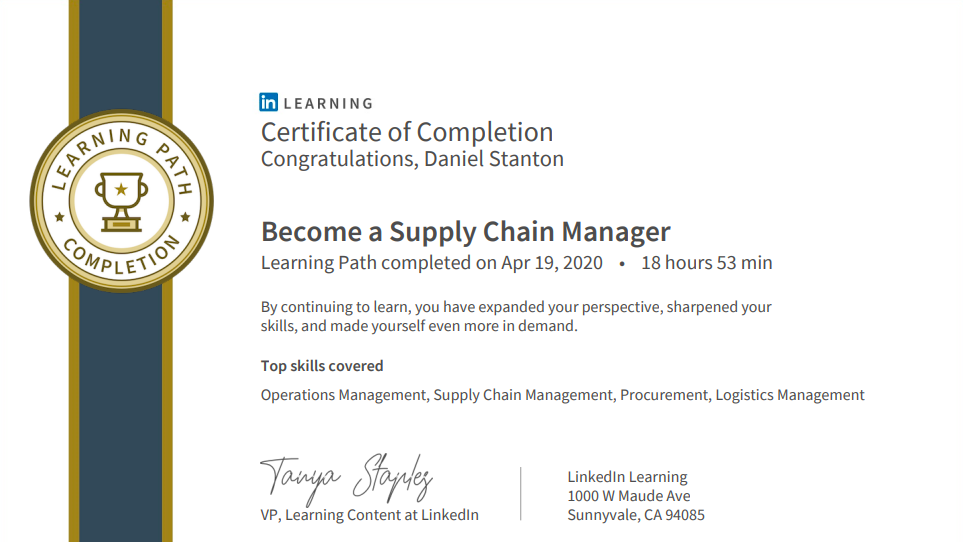 LEARNING PATH
COMPLETION
in LEARNING
Certificate of Completion
Congratulations, Daniel Stanton
Become a Supply Chain Manager
Learning Path completed on Apr 19, 2020 • 18 hours 53 min
By continuing to learn, you have expanded your perspective, sharpened your
skills, and made yourself even more in demand.
Top skills covered
Operations Management, Supply Chain Management, Procurement, Logistics Management
Tanya Staples
VP, Learning Content at LinkedIn
LinkedIn Learning
1000 W Maude Ave
Sunnyvale, CA 94085